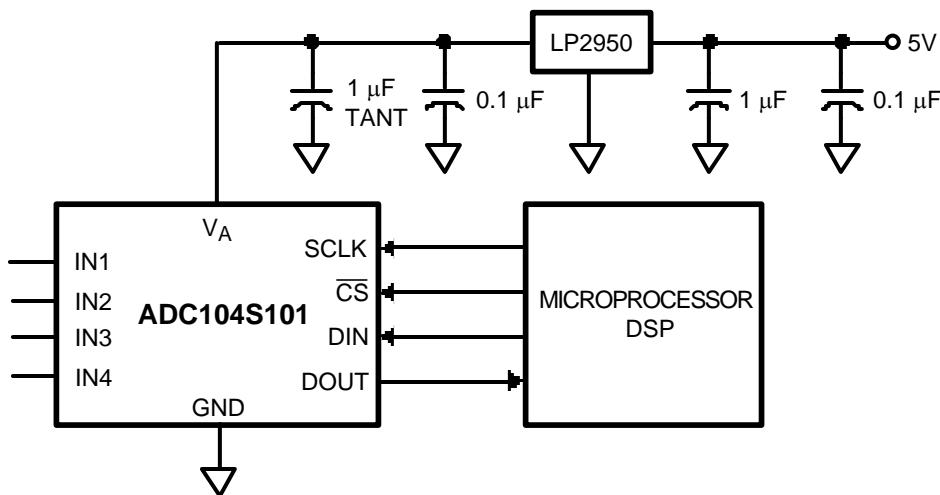 LP2950
5V
1 μF
TANT
0.1 μF
1 μF
0.1 μF
VA
IN1
IN2
IN3
IN4
ADC104S101
SCLK
CS
DIN
DOUT
GND
MICROPROCESSOR
DSP